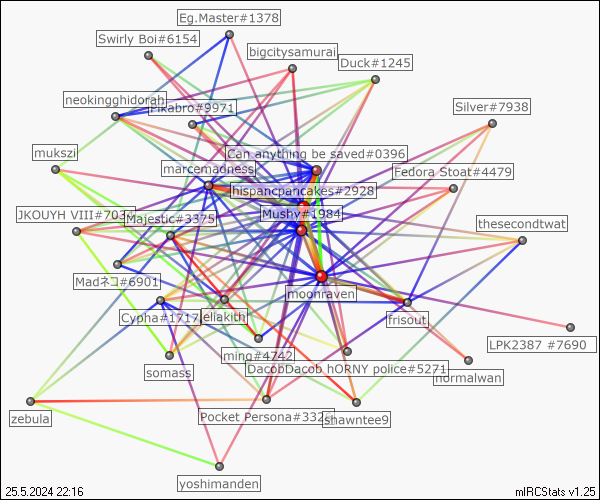 Eg.Master#1378
Swirly Boi#6154
bigcitysamurai
Duck#1245
neokingghidorah
Pikabro#9971
Silver#7938
mukszi
Can anything be saved#0396
marcemadness
Fedora Stoat#4479
hispancpancakes#2928
JKOUYH VIII#703
Majestic#3375
Mushy#1984
thesecondtwat
Madネコ#6901
moonraven
Cypha#1717
Jeliakith
frisout
LPK2387 #7690
ming#4742
DacobDacob hORNY police#5271
somass
normalwan
zebula
Pocket Persona#332
shawntee9
yoshimanden
25.5.2024 22:16
mIRCStats v1.25